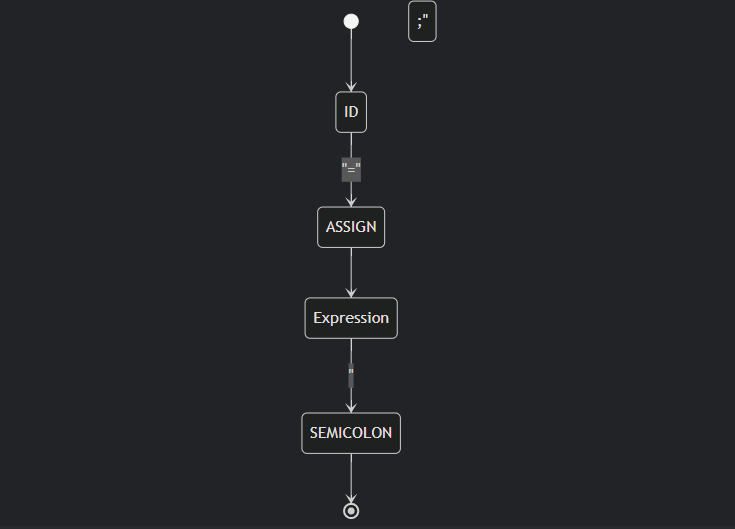 ;"
ID
"="
ASSIGN
Expression
"
SEMICOLON